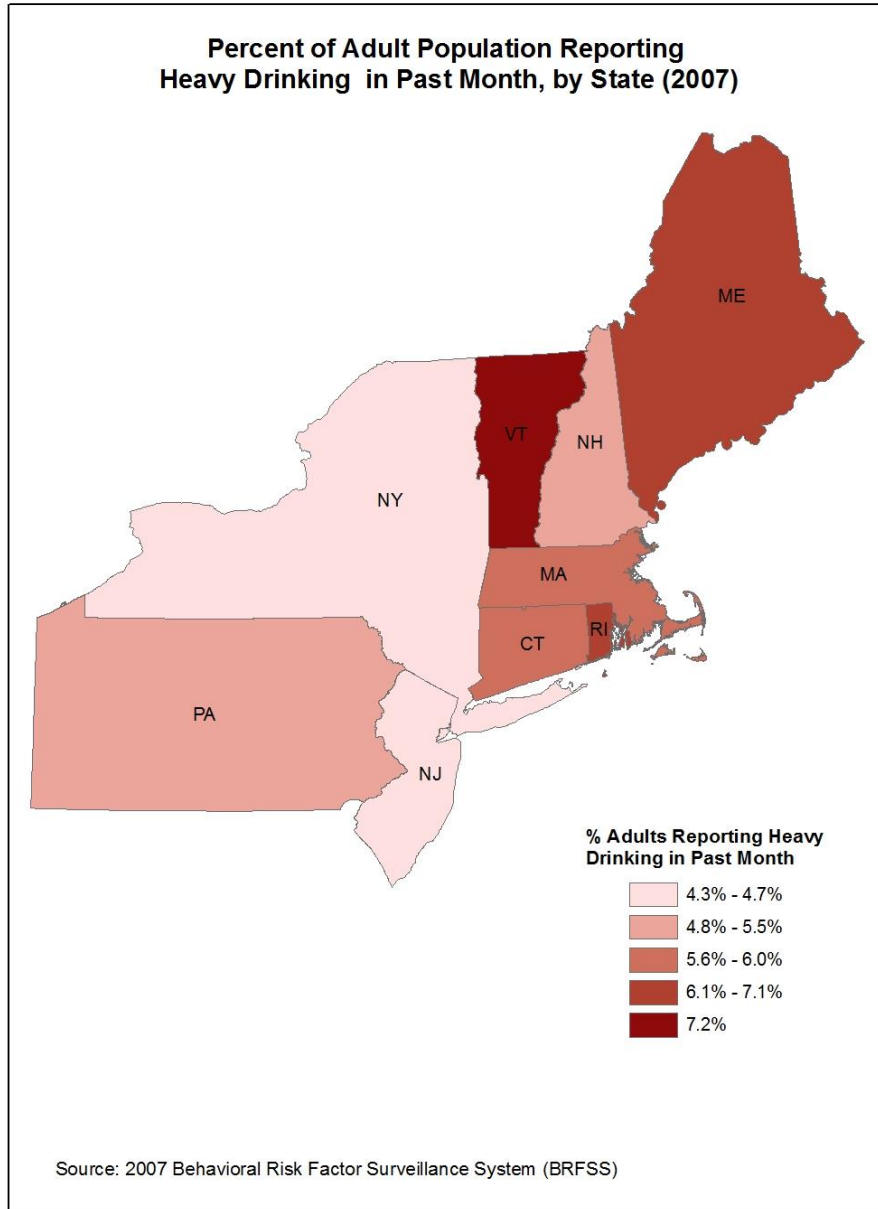 Percent of Adult Population Reporting
Heavy Drinking in Past Month, by State (2007)
ME
VT
NH
NY
MA
CT
RI
PA
NJ
% Adults Reporting Heavy
Drinking in Past Month
4.3% - 4.7%
4.8% - 5.5%
5.6% - 6.0%
6.1% - 7.1%
7.2%
Source: 2007 Behavioral Risk Factor Surveillance System (BRFSS)